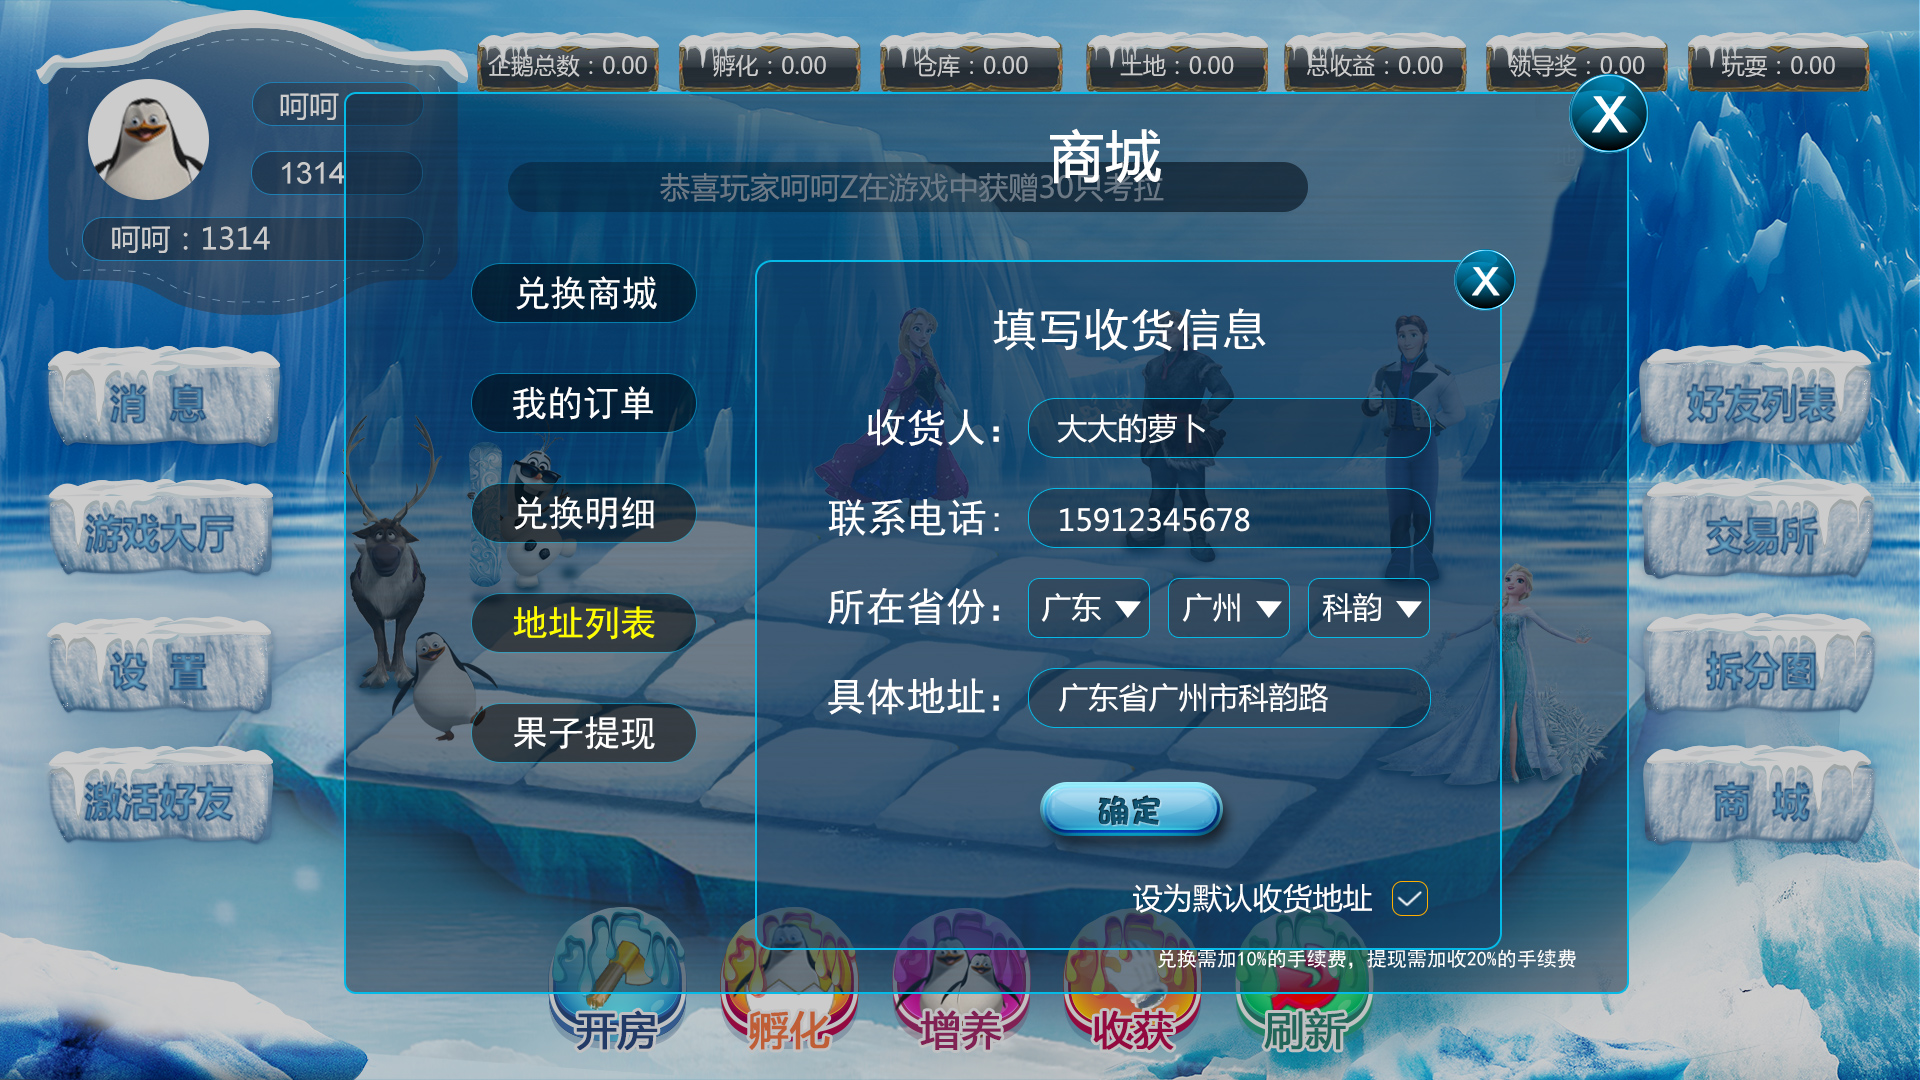 企鹅总数：0.00
孵化：0.00
仓库：0.00
土地：0.00
总收益：0.00
领导奖：0.00
玩耍：0.00
呵呵
1314
呵呵：1314
X
商城
恭喜玩家呵呵Z在游戏中获赠30只考拉
兑换商城
我的订单
兑换明细
地址列表
果子提现
X
填写收货信息
收货人： 大大的萝卜
联系电话： 15912345678
所在省份： 广东 广州 科韵
具体地址： 广东省广州市科韵路
确定
设为默认收货地址
兑换需加10%的手续费，提现需加收20%的手续费
消 息
游戏大厅
设 置
激活好友
好友列表
交易所
拆分图
商 城
开房
孵化
增养
收获
刷新